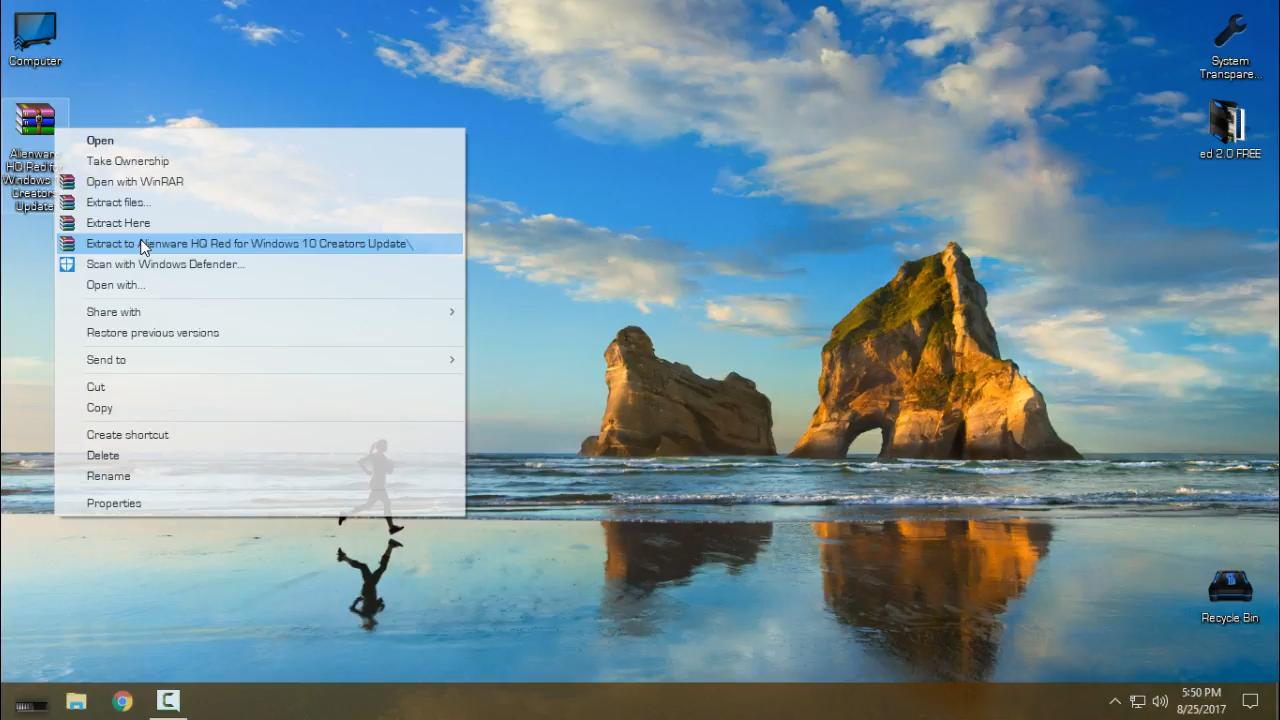 Computer
Alienware
HQ Red for
Windows 10
Creators
Update
Open
Take Ownership
Open with WinRAR
Extract files...
Extract Here
Extract to Alienware HQ Red for Windows 10 Creators Update\
Scan with Windows Defender...
Open with...
Share with
Restore previous versions
Send to
Cut
Copy
Create shortcut
Delete
Rename
Properties
System
Transpare...
ed 2.0 FREE
Recycle Bin
5:50 PM
8/25/2017